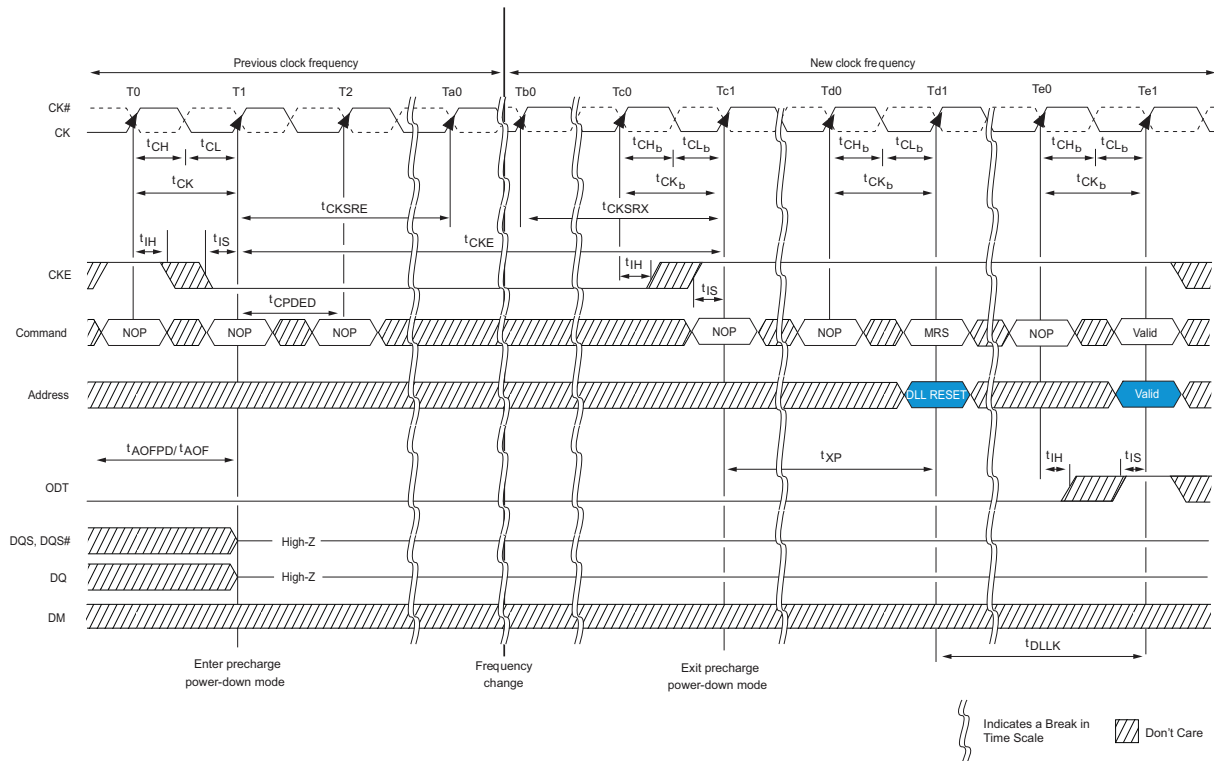 Previous clock frequency
New clock frequency
T0 T1 T2 Ta0 Tb0 Tc0 Tc1 Td0 Td1 Te0 Te1
CK#
CK
tCH tCL tCHb tCLb tCHb tCLb tCHb tCLb
tCK tCKb tCKb tCKb
tCKSRE tCKSRX
tCKE
tIH tIS tIH tIS
CKE
tCPDED
Command NOP NOP NOP NOP NOP MRS NOP Valid
Address DLL RESET Valid
tAOFPD/ tAOF tXP tIH tIS
ODT
DQS, DQS# High-Z
DQ High-Z
DM
tDLLK
Enter precharge
power-down mode
Frequency
change
Exit precharge
power-down mode
Indicates a Break in
Time Scale
Don't Care